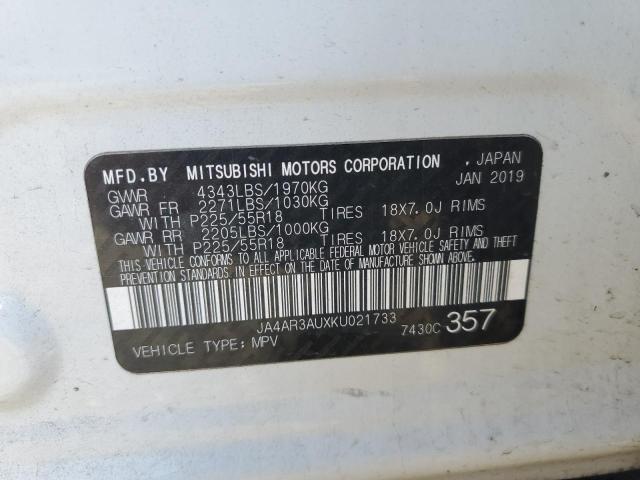 MFD.BY MITSUBISHI MOTORS CORPORATION . JAPAN
GVWR 4343LBS/1970KG JAN 2019
GAWR FR 2271LBS/1030KG
WITH P225/55R18 TIRES 18X7.0J RIMS
GAWR RR 2205LBS/1000KG
WITH P225/55R18 TIRES 18X7.0J RIMS
THIS VEHICLE CONFORMS TO ALL APPLICABLE FEDERAL MOTOR VEHICLE SAFETY AND THEFT
PREVENTION STANDARDS IN EFFECT ON THE DATE OF MANUFACTURE SHOWN ABOVE.
JA4AR3AUXKU021733
7430C 357
VEHICLE TYPE: MPV